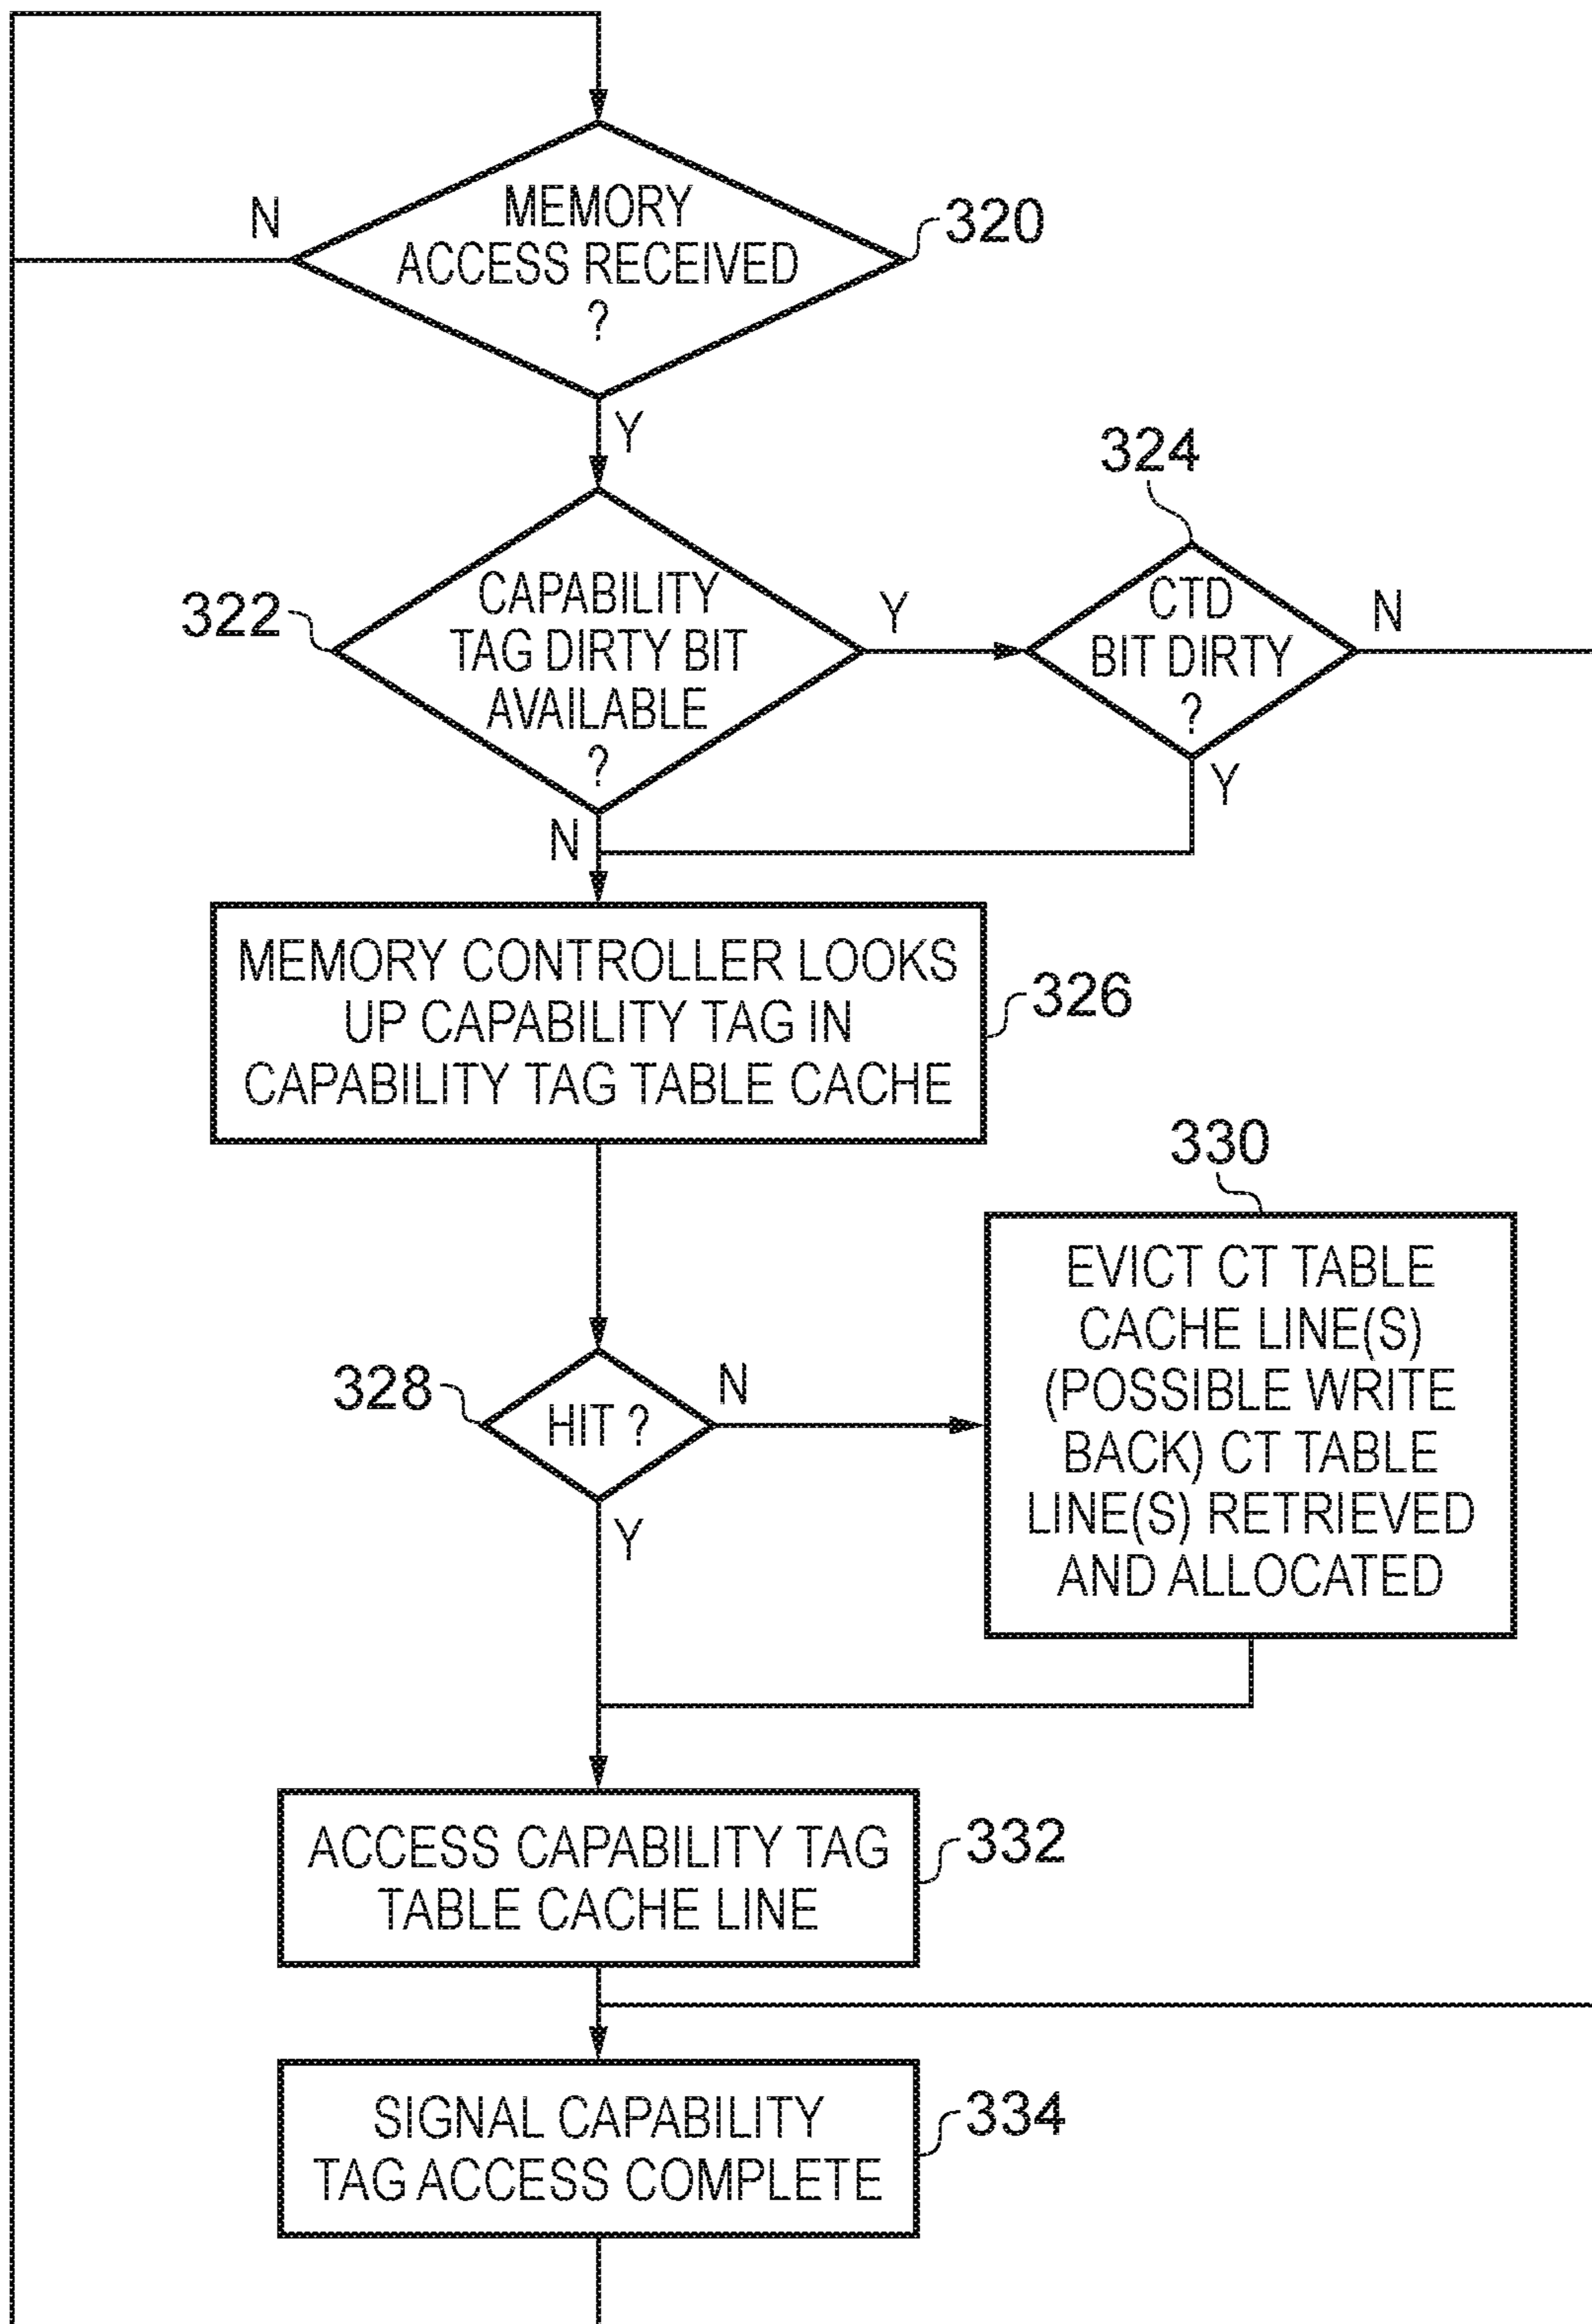 N
MEMORY
ACCESS RECEIVED
?
320
Y
324
322
CAPABILITY
TAG DIRTY BIT
AVAILABLE
?
Y
CTD
BIT DIRTY
?
N
N
Y
MEMORY CONTROLLER LOOKS
UP CAPABILITY TAG IN
CAPABILITY TAG TABLE CACHE
326
330
328
HIT ?
N
Y
EVICT CT TABLE
CACHE LINE(S)
(POSSIBLE WRITE
BACK) CT TABLE
LINE(S) RETRIEVED
AND ALLOCATED
ACCESS CAPABILITY TAG
TABLE CACHE LINE
332
SIGNAL CAPABILITY
TAG ACCESS COMPLETE
334